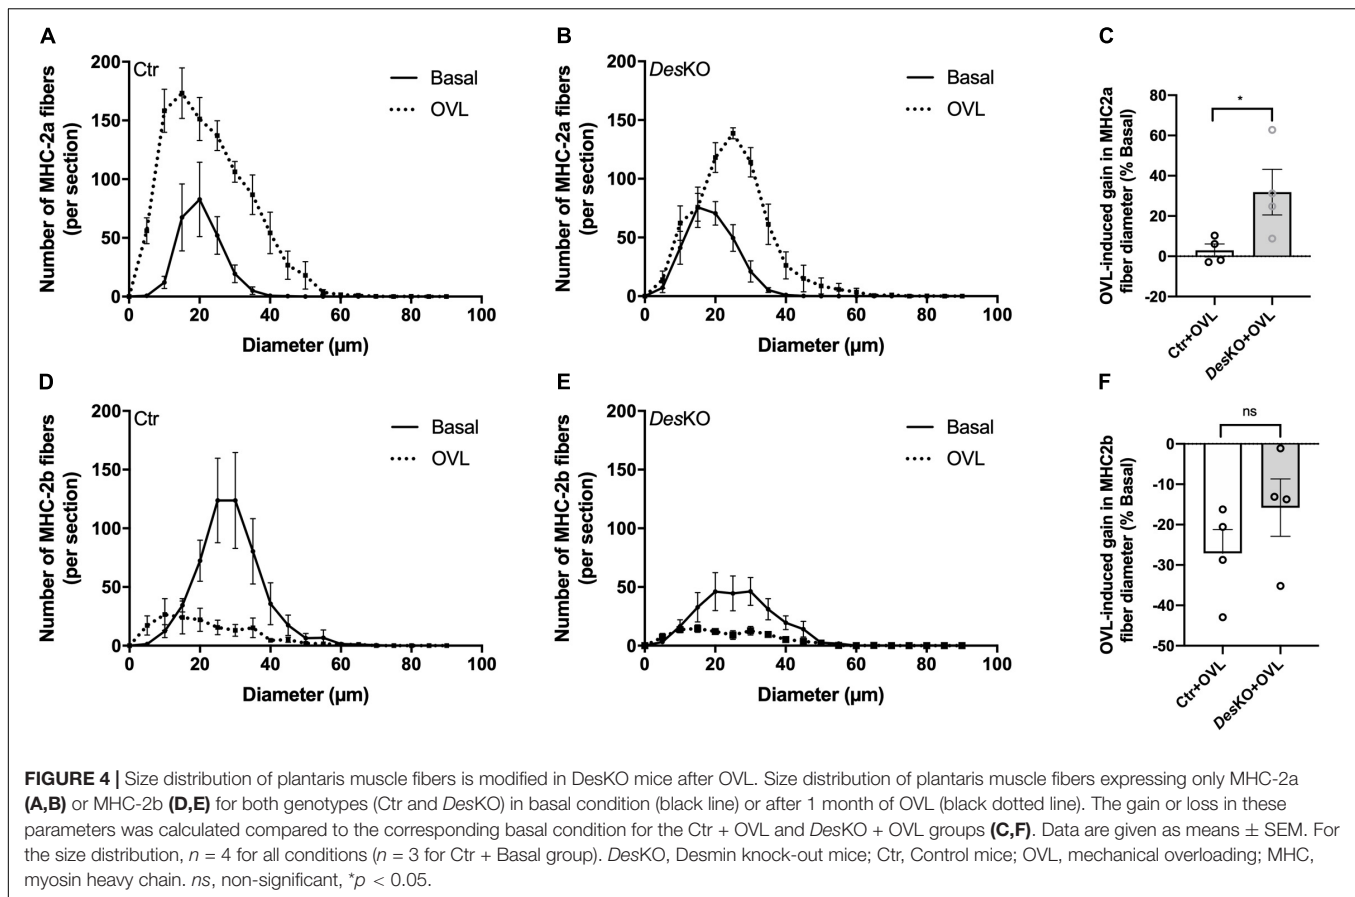 A
Number of MHC-2a fibers
(per section)
200
150
100
50
0
Ctr
Basal
OVL
0 20 40 60 80 100
Diameter (µm)
B
Number of MHC-2a fibers
(per section)
200
150
100
50
0
DesKO
Basal
OVL
0 20 40 60 80 100
Diameter (µm)
C
OVL-induced gain in MHC2a
fiber diameter (% Basal)
80
60
40
20
0
-20
*
Ctr+OVL
DesKO+OVL
D
Number of MHC-2b fibers
(per section)
200
150
100
50
0
Ctr
Basal
OVL
0 20 40 60 80 100
Diameter (µm)
E
Number of MHC-2b fibers
(per section)
200
150
100
50
0
DesKO
Basal
OVL
0 20 40 60 80 100
Diameter (µm)
F
OVL-induced gain in MHC2b
fiber diameter (% Basal)
0
-10
-20
-30
-40
-50
ns
Ctr+OVL
DesKO+OVL
FIGURE 4 | Size distribution of plantaris muscle fibers is modified in DesKO mice after OVL. Size distribution of plantaris muscle fibers expressing only MHC-2a
(A,B) or MHC-2b (D,E) for both genotypes (Ctr and DesKO) in basal condition (black line) or after 1 month of OVL (black dotted line). The gain or loss in these
parameters was calculated compared to the corresponding basal condition for the Ctr + OVL and DesKO + OVL groups (C,F). Data are given as means ± SEM. For
the size distribution, n = 4 for all conditions (n = 3 for Ctr + Basal group). DesKO, Desmin knock-out mice; Ctr, Control mice; OVL, mechanical overloading; MHC,
myosin heavy chain. ns, non-significant, *p < 0.05.